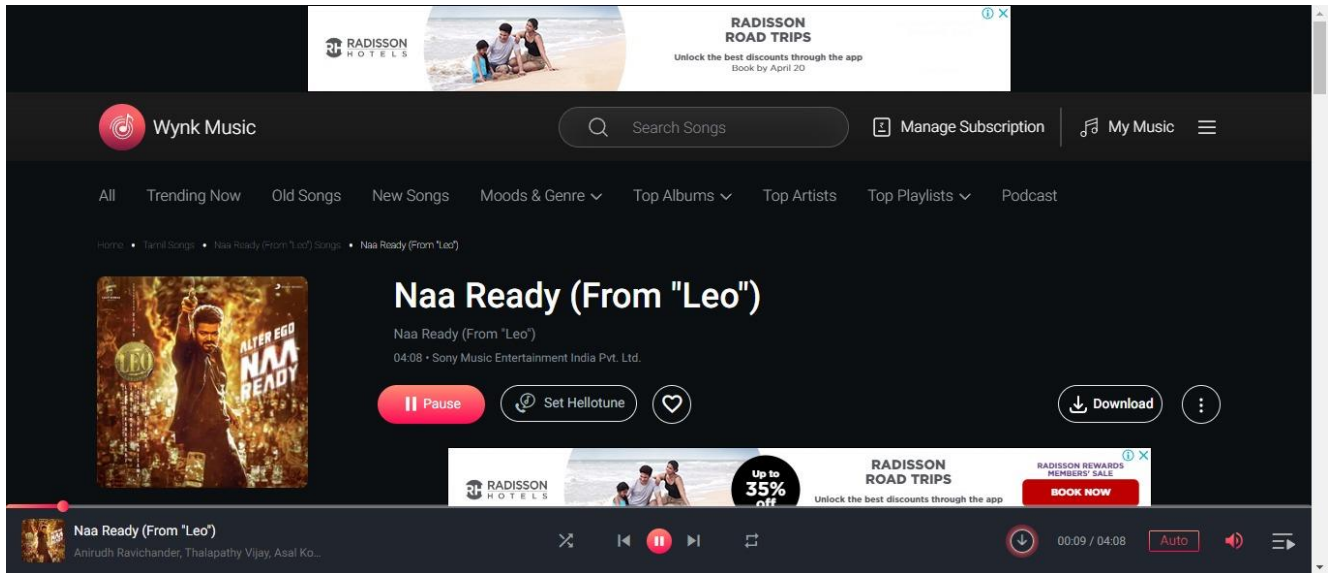 RADISSON HOTELS
RADISSON
ROAD TRIPS
Unlock the best discounts through the app
Book by April 20
Wynk Music
Search Songs
Manage Subscription
My Music
All Trending Now Old Songs New Songs Moods & Genre Top Albums Top Artists Top Playlists Podcast
Home • Tamil Songs • Naa Ready (From "Leo") Songs • Naa Ready (From "Leo")
LEO
ALTER EGO
NAA
READY
Naa Ready (From "Leo")
Naa Ready (From "Leo")
04:08 • Sony Music Entertainment India Pvt. Ltd.
Pause
Set Hellotune
Download
RADISSON
HOTELS
Up to
35%
off
RADISSON
ROAD TRIPS
Unlock the best discounts through the app
RADISSON REWARDS
MEMBERS' SALE
BOOK NOW
Naa Ready (From "Leo")
Anirudh Ravichander, Thalapathy Vijay, Asal Ko...
00:09 / 04:08
Auto